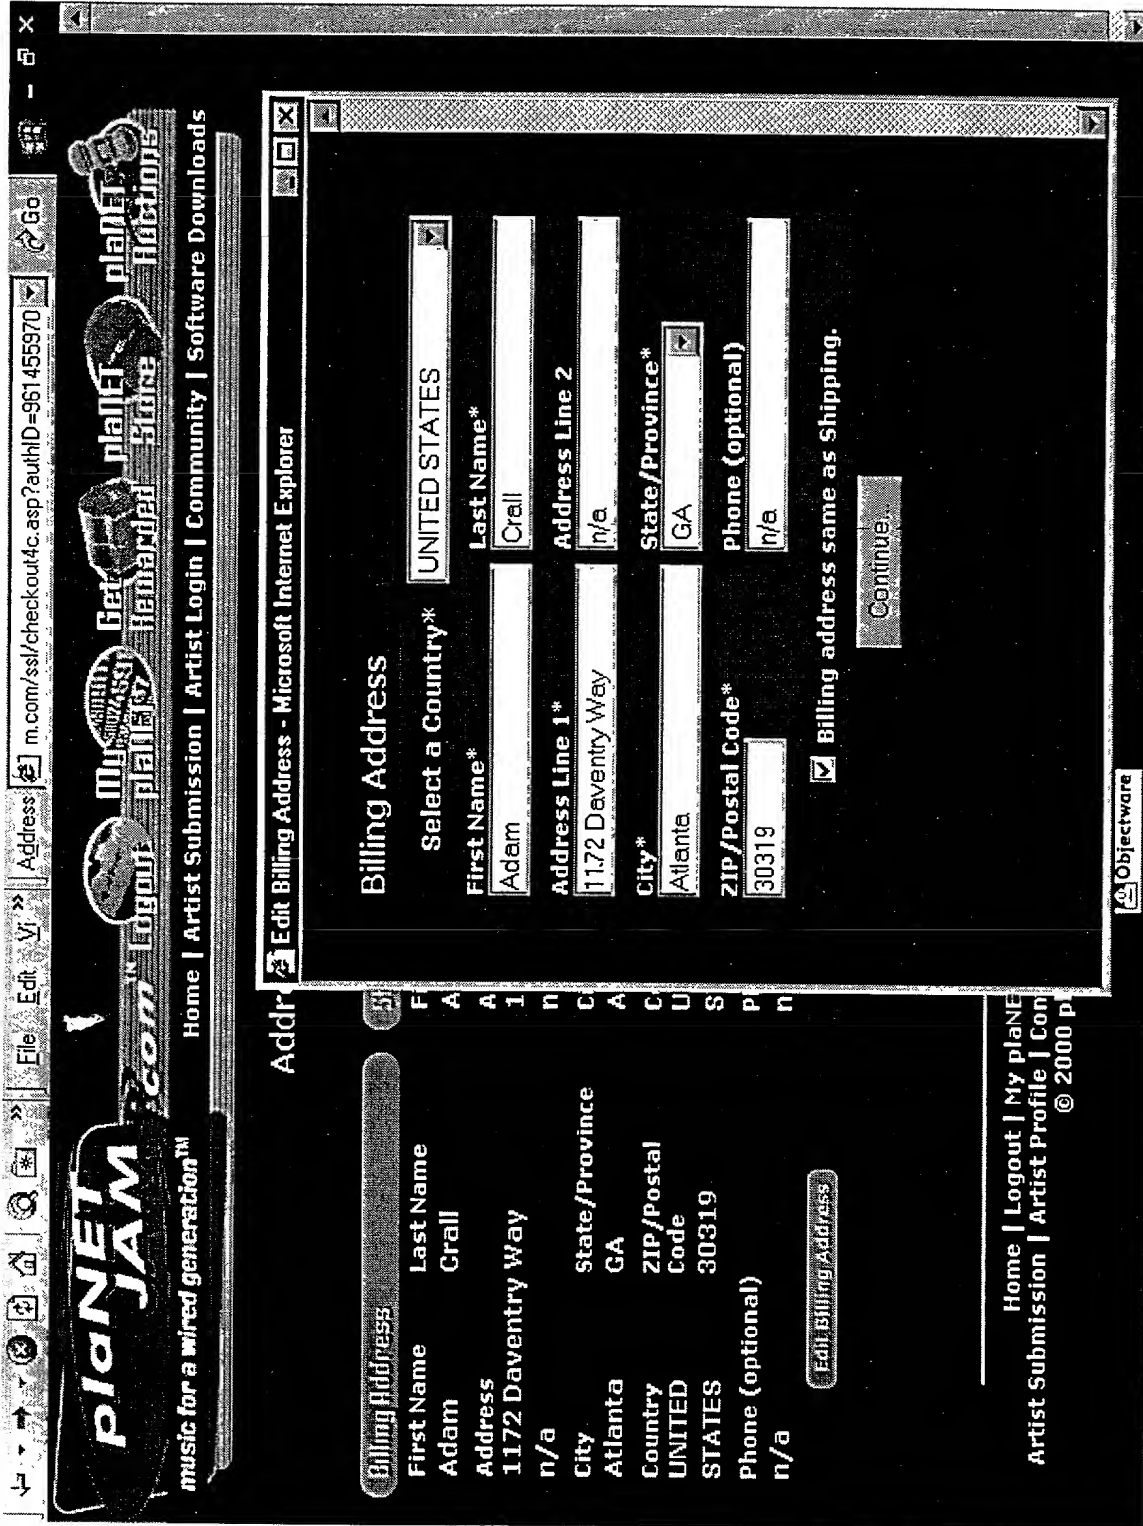 File Edit Vi » Address m.com/ssl/checkout4c.asp?authID=961455970 Go
plaNET JAM .com™
music for a wired generation™
Logout My plaNET Get Rewarded plaNET Store plaNET Auctions
Home | Artist Submission | Artist Login | Community | Software Downloads
Addr
Billing Address
First Name Last Name
Adam Crall
Address
1172 Daventry Way
n/a
City State/Province
Atlanta GA
Country ZIP/Postal Code
UNITED STATES 30319
Phone (optional)
n/a
Edit Billing Address
Edit Billing Address - Microsoft Internet Explorer
Billing Address
Select a Country* UNITED STATES
First Name* Last Name*
Adam Crall
Address Line 1* Address Line 2
1172 Daventry Way n/a
City* State/Province*
Atlanta GA
ZIP/Postal Code* Phone (optional)
30319 n/a
Billing address same as Shipping.
Continue...
Home | Logout | My plaNE
Artist Submission | Artist Profile | Con
© 2000 pl
Objectware